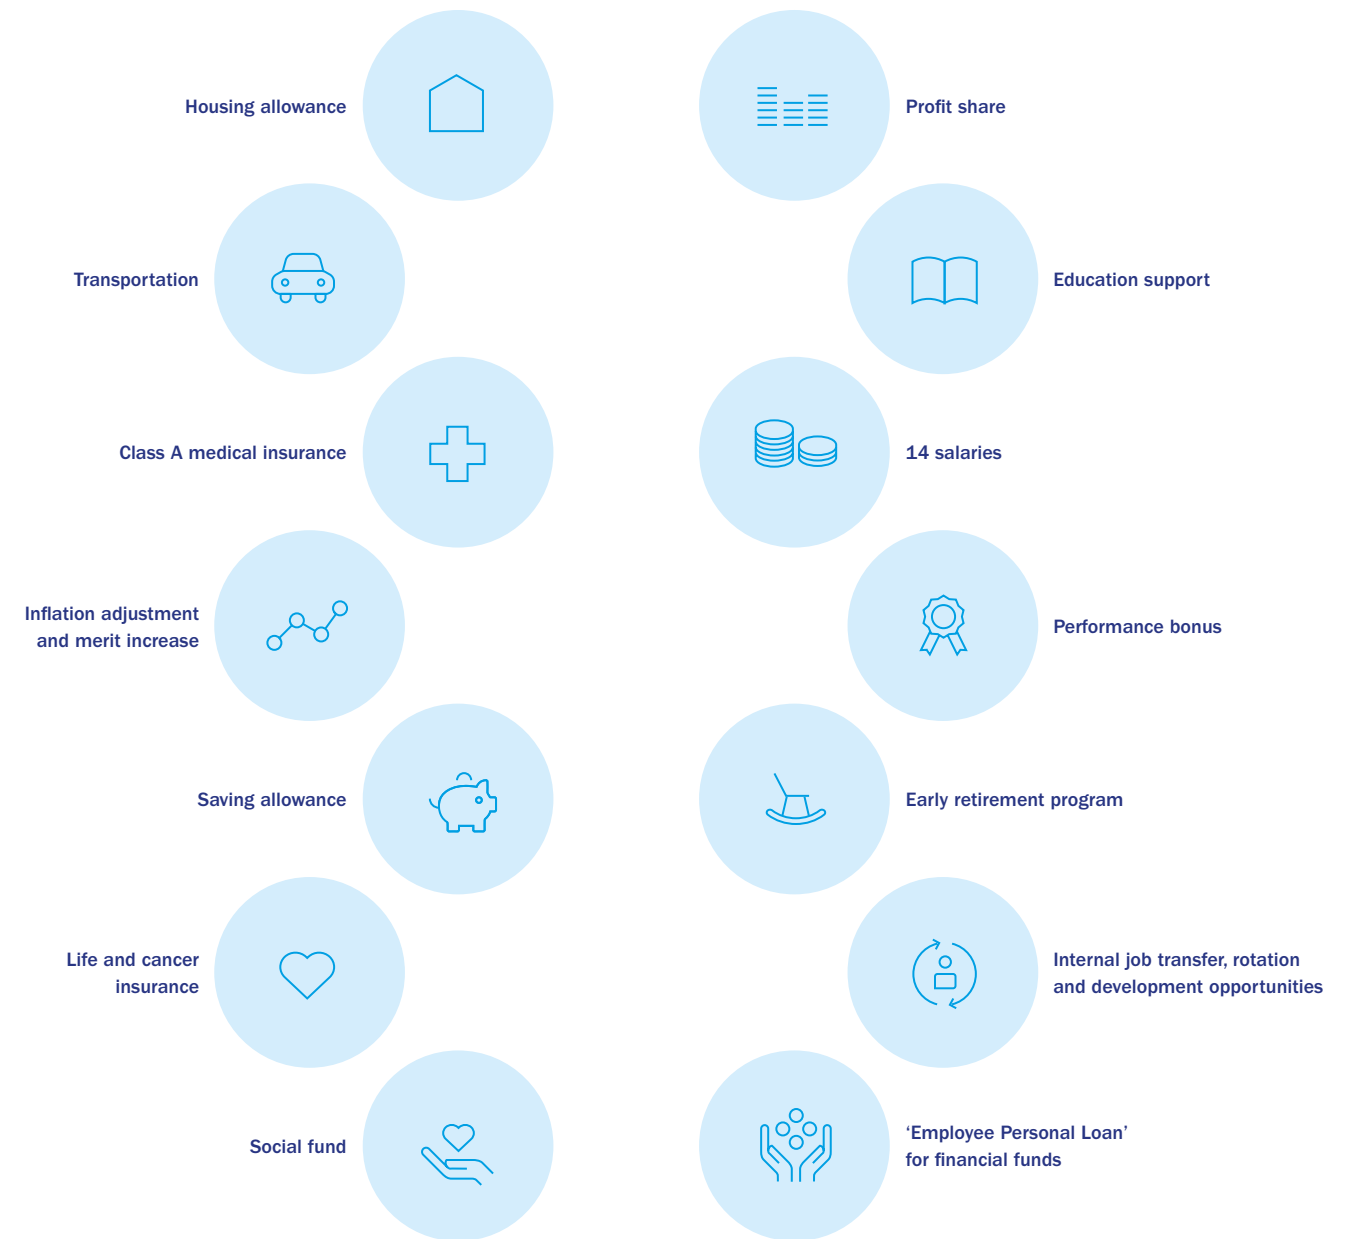 Housing allowance
Profit share
Transportation
Education support
Class A medical insurance
14 salaries
Inflation adjustment
and merit increase
Performance bonus
Saving allowance
Early retirement program
Life and cancer
insurance
Internal job transfer, rotation
and development opportunities
Social fund
‘Employee Personal Loan’
for financial funds